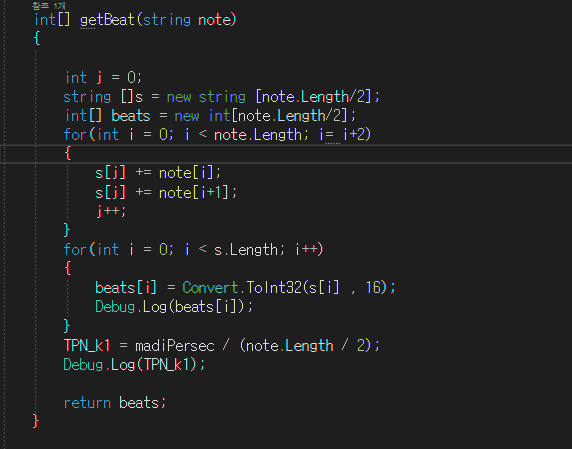 참조 1개
int[] getBeat(string note)
{
int j = 0;
string []s = new string [note.Length/2];
int[] beats = new int[note.Length/2];
for(int i = 0; i < note.Length; i= i+2)
{
s[j] += note[i];
s[j] += note[i+1];
j++;
}
for(int i = 0; i < s.Length; i++)
{
beats[i] = Convert.ToInt32(s[i] , 16);
Debug.Log(beats[i]);
}
TPN_k1 = madiPersec / (note.Length / 2);
Debug.Log(TPN_k1);
return beats;
}